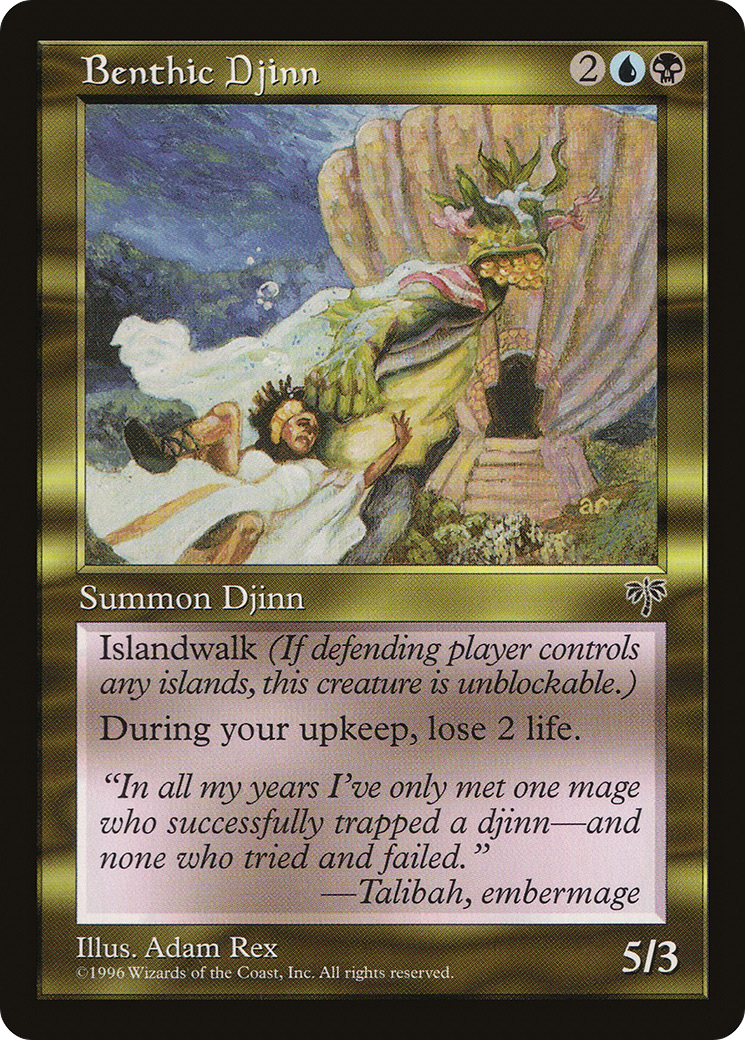 Benthic Djinn 2
ar
Summon Djinn
Islandwalk (If defending player controls
any islands, this creature is unblockable.)
During your upkeep, lose 2 life.
“In all my years I’ve only met one mage
who successfully trapped a djinn—and
none who tried and failed.”
—Talibah, embermage
Illus. Adam Rex
©1996 Wizards of the Coast, Inc. All rights reserved.
5/3